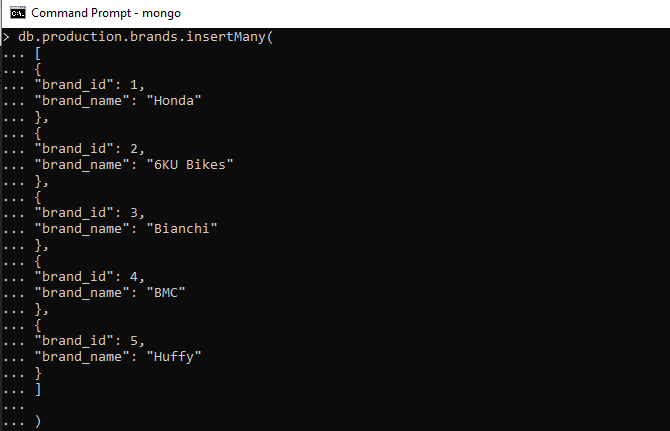 Command Prompt - mongo
> db.production.brands.insertMany(
... [
... {
... "brand_id": 1,
... "brand_name": "Honda"
... },
... {
... "brand_id": 2,
... "brand_name": "6KU Bikes"
... },
... {
... "brand_id": 3,
... "brand_name": "Bianchi"
... },
... {
... "brand_id": 4,
... "brand_name": "BMC"
... },
... {
... "brand_id": 5,
... "brand_name": "Huffy"
... }
... ]
...
... )